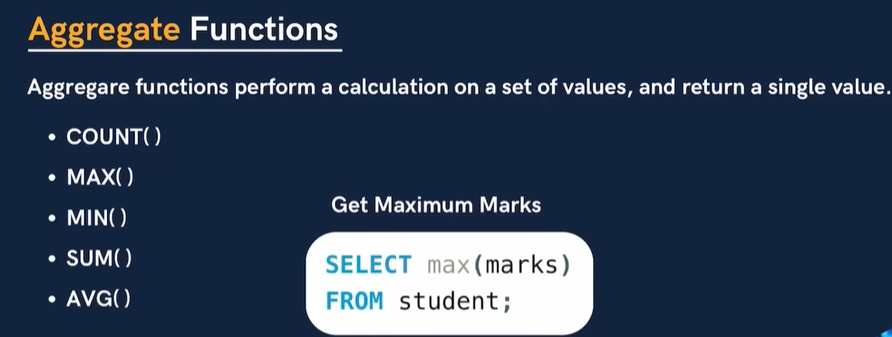 Aggregate Functions
Aggregare functions perform a calculation on a set of values, and return a single value.
• COUNT( )
• MAX( )
• MIN( )
• SUM( )
• AVG( )
Get Maximum Marks
SELECT max(marks)
FROM student;